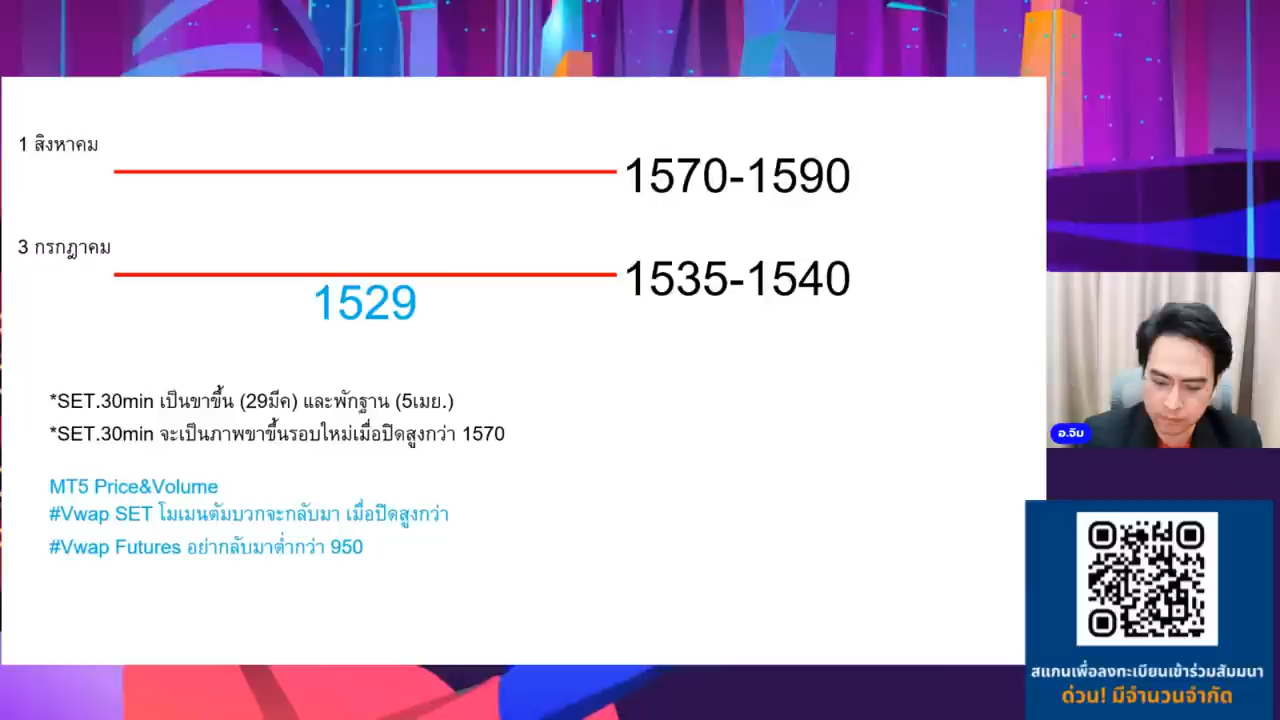 1 สิงหาคม
1570-1590
3 กรกฎาคม
1535-1540
1529
*SET.30min เป็นขาขึ้น (29มีค) และพักฐาน (5เมย.)
*SET.30min จะเป็นภาพขาขึ้นรอบใหม่เมื่อปิดสูงกว่า 1570
MT5 Price&Volume
#Vwap SET โมเมนตัมบวกจะกลับมา เมื่อปิดสูงกว่า
#Vwap Futures อย่ากลับมาต่ำกว่า 950
อ.จิม
สแกนเพื่อลงทะเบียนเข้าร่วมสัมมนา
ด่วน! มีจำนวนจำกัด